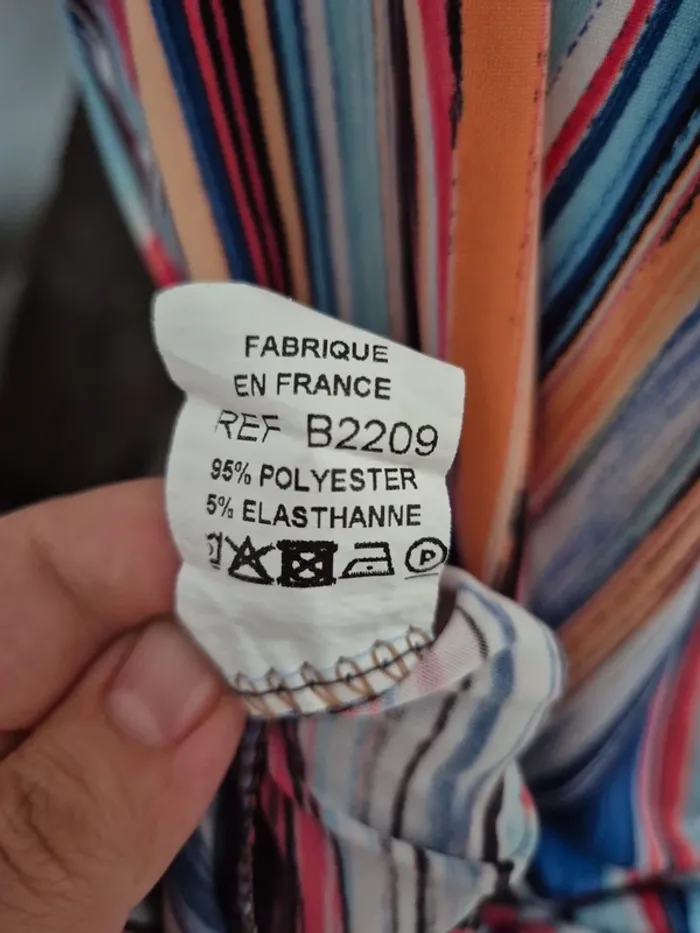 FABRIQUE
EN FRANCE
REF B2209
95% POLYESTER
5% ELASTHANNE
P